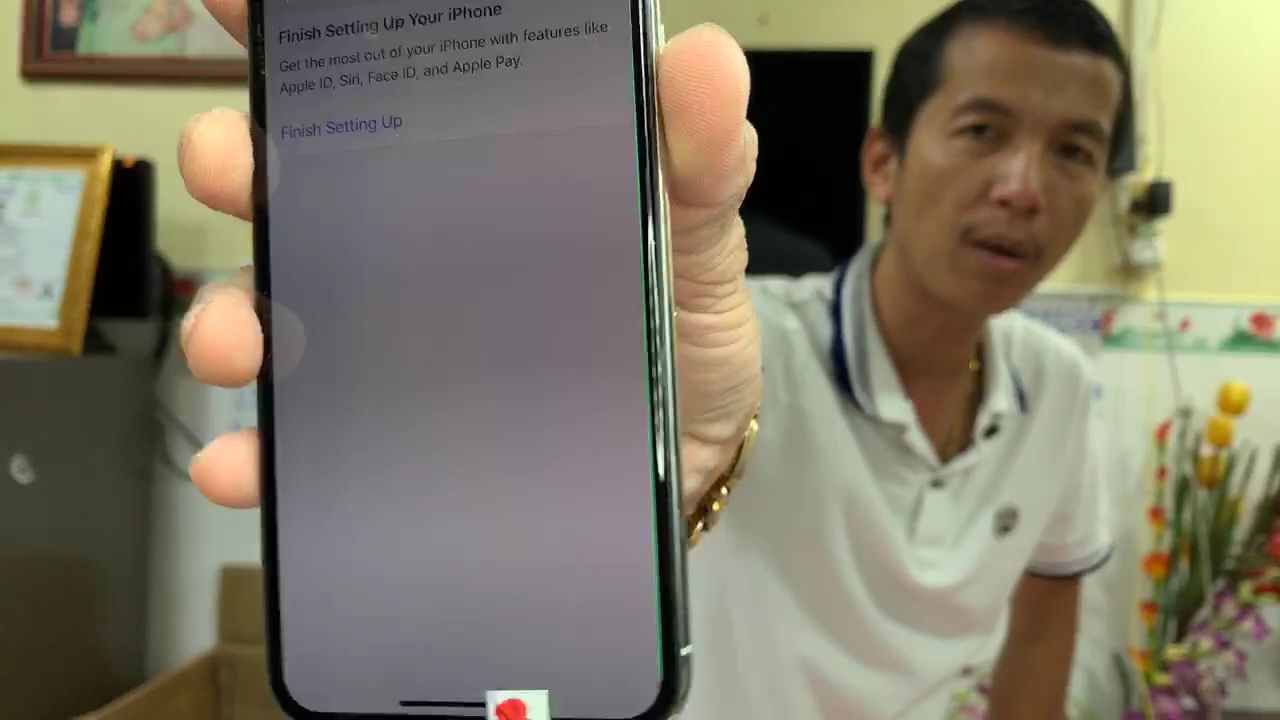 Finish Setting Up Your iPhone
Get the most out of your iPhone with features like
Apple ID, Siri, Face ID, and Apple Pay.
Finish Setting Up